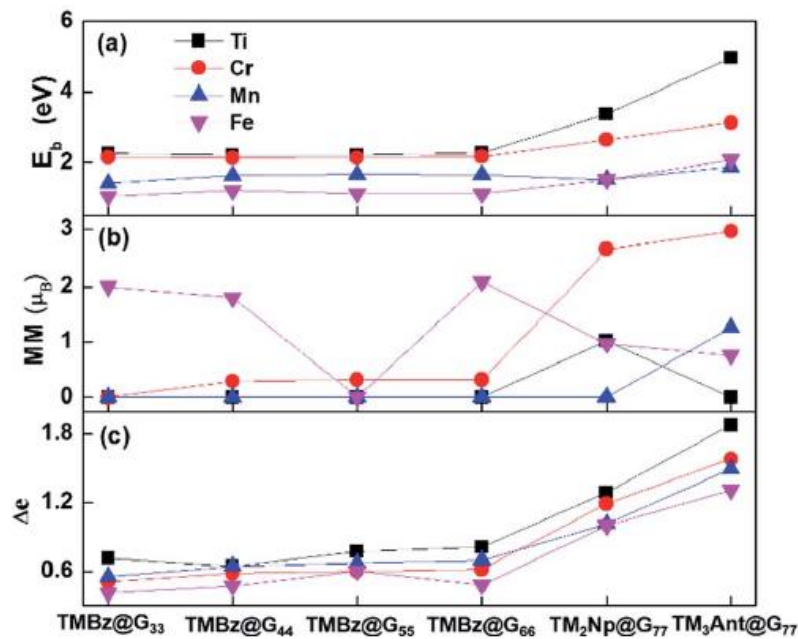 (a)
Ti
Cr
Mn
Fe
6
4
2
E_b (eV)
(b)
3
2
1
0
MM (μ_B)
(c)
1.8
1.2
0.6
Δe
TMBz@G₃₃ TMBz@G₄₄ TMBz@G₅₅ TMBz@G₆₆ TM₂Np@G₇₇ TM₃Ant@G₇₇